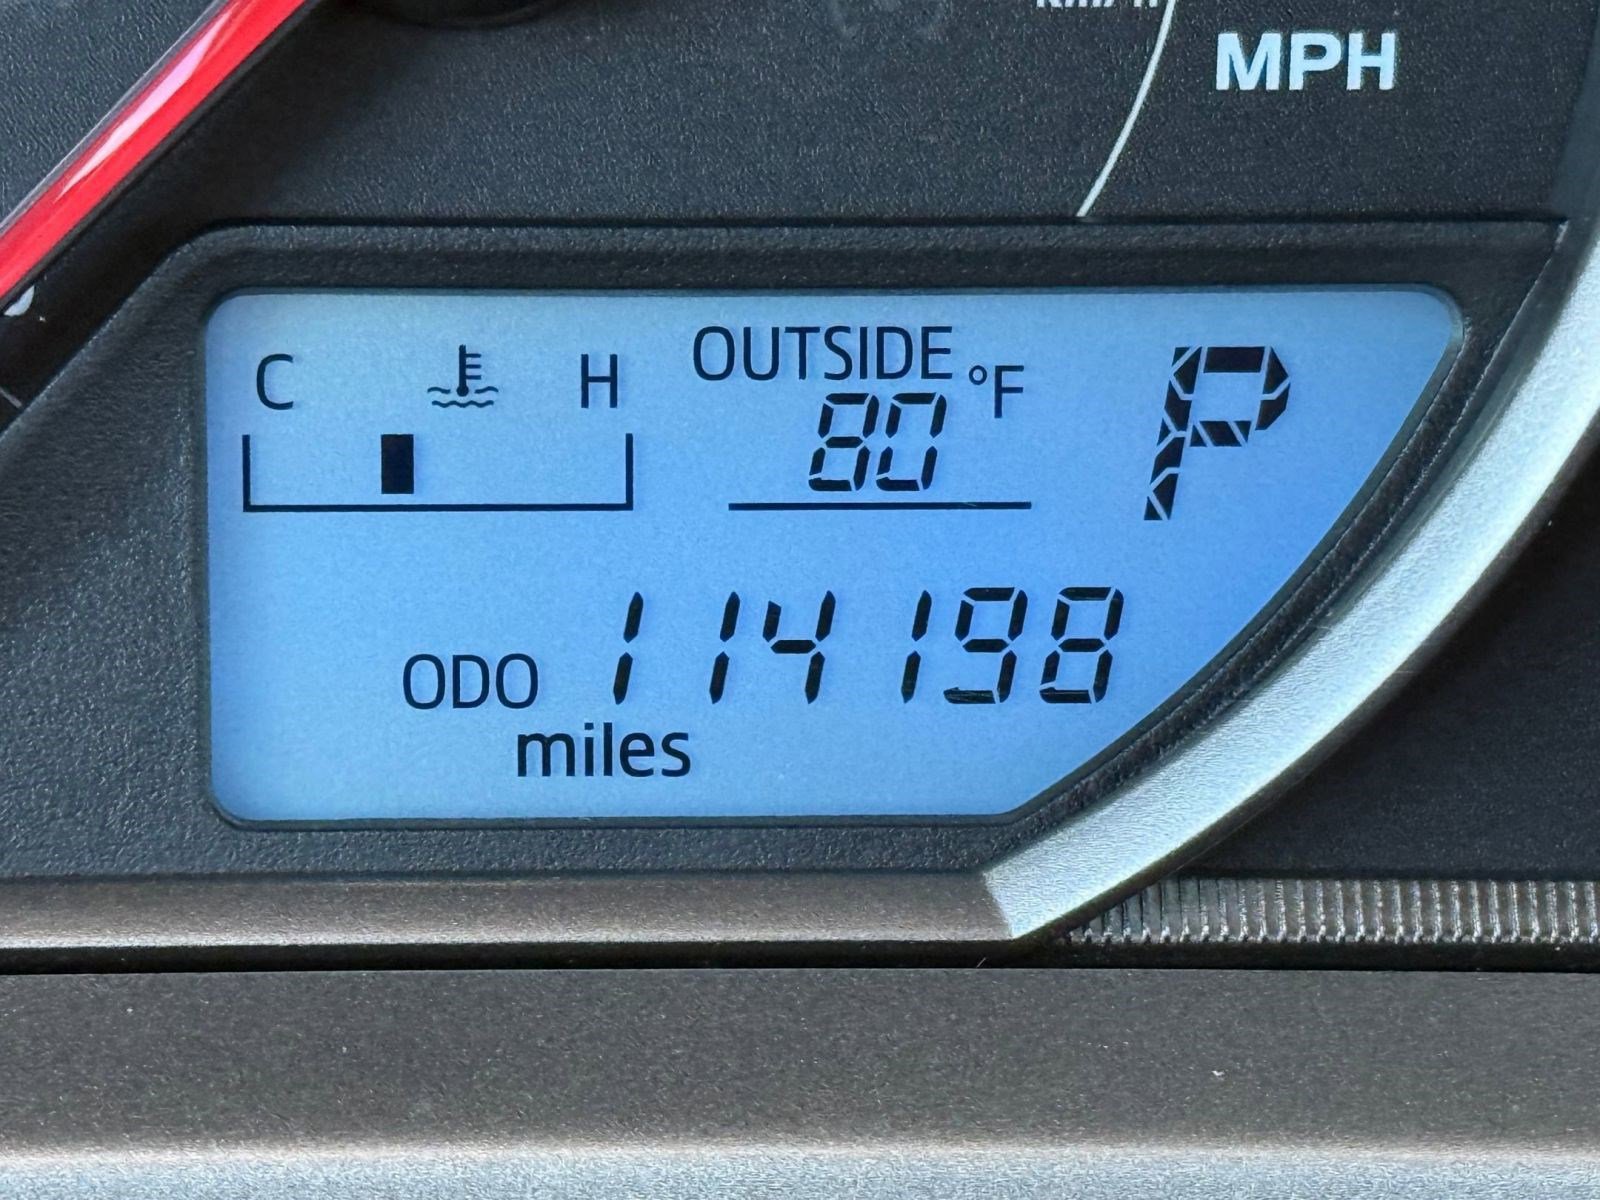 MPH
C H
OUTSIDE
80 °F
P
ODO 114198
miles